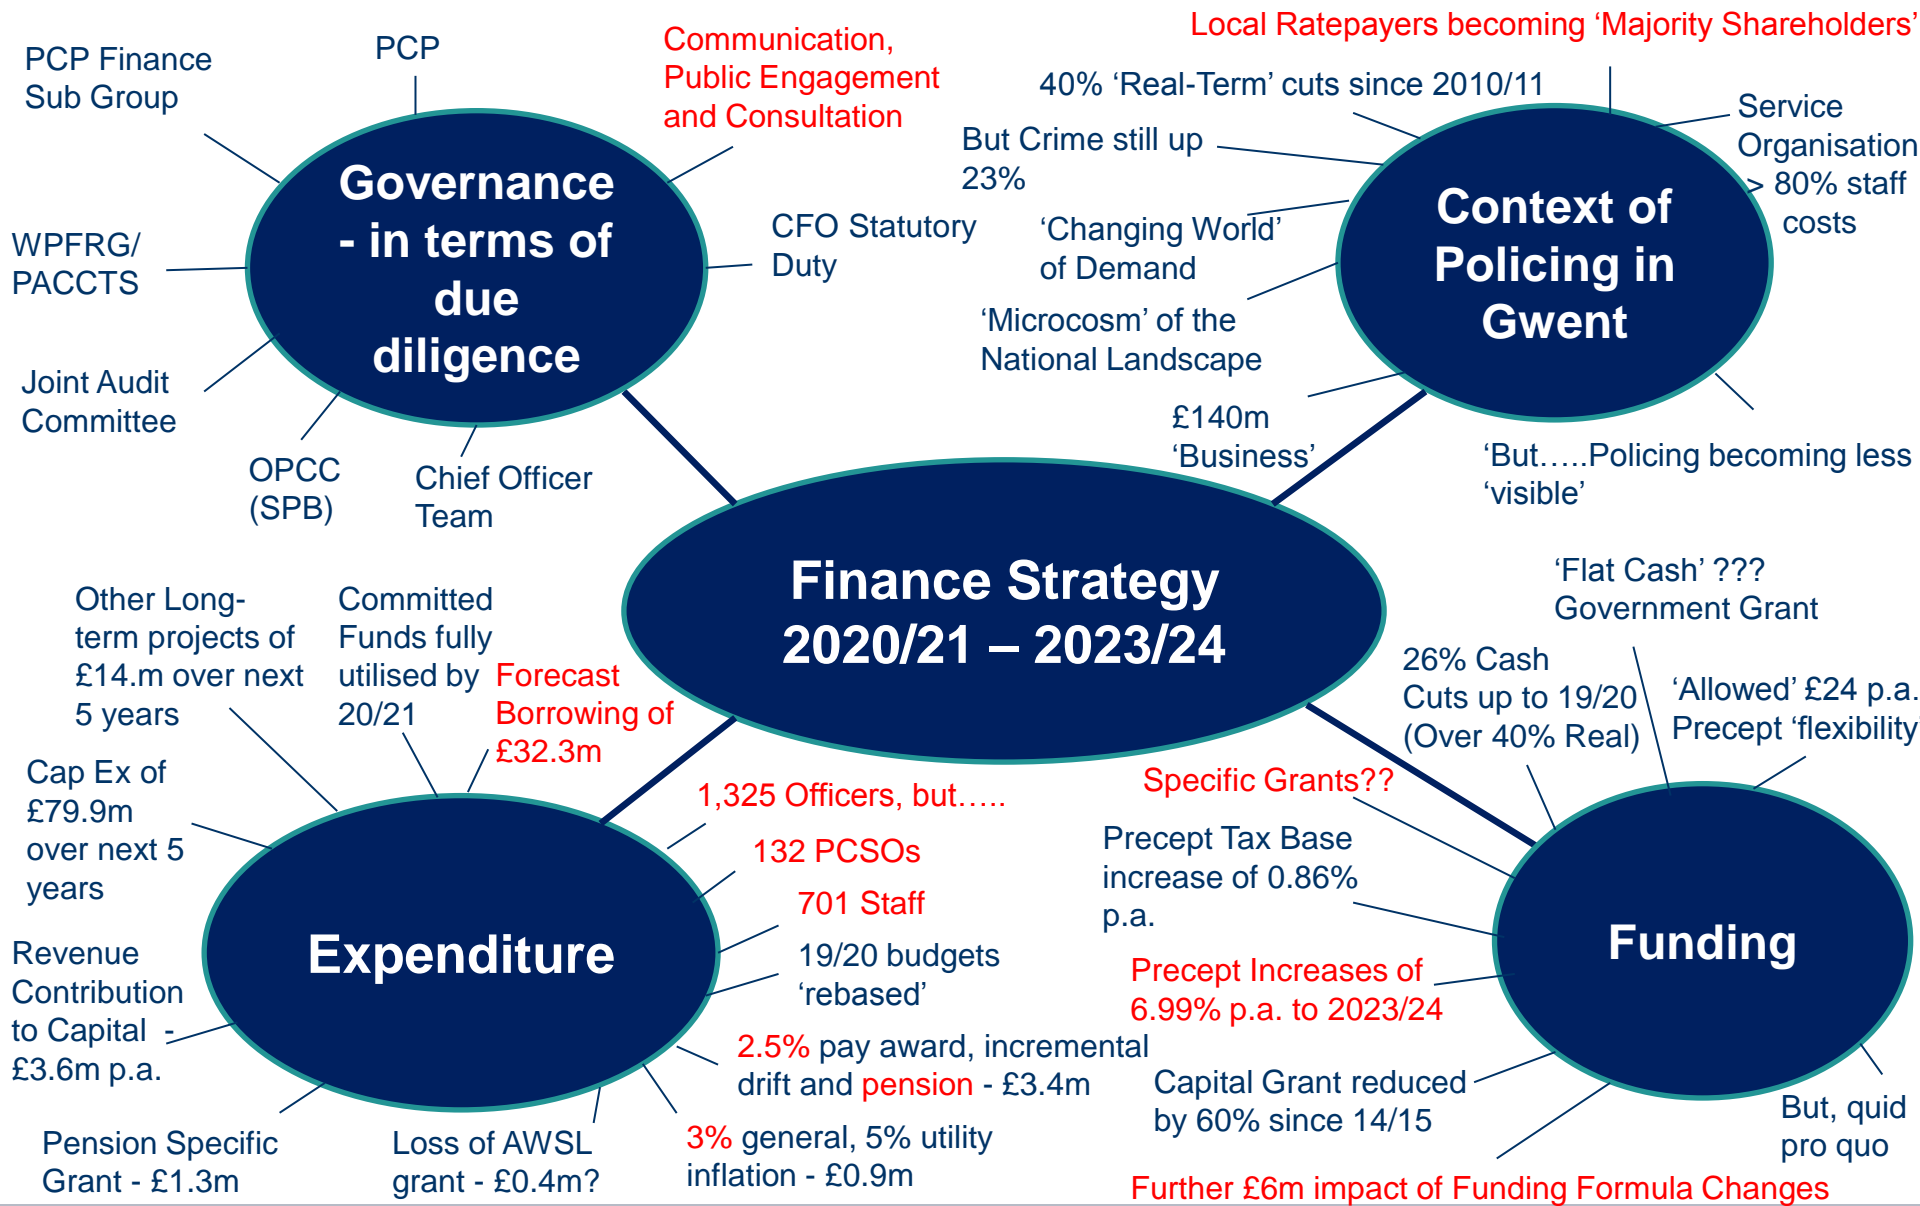 PCP Finance
Sub Group
PCP
Communication,
Public Engagement
and Consultation
Governance
- in terms of
due
diligence
WPFRG/
PACCTS
CFO Statutory
Duty
Joint Audit
Committee
OPCC
(SPB)
Chief Officer
Team
Local Ratepayers becoming ‘Majority Shareholders’
40% ‘Real-Term’ cuts since 2010/11
But Crime still up
23%
Service
Organisation
> 80% staff
costs
Context of
Policing in
Gwent
‘Changing World’
of Demand
‘Microcosm’ of the
National Landscape
£140m
‘Business’
‘But…..Policing becoming less
‘visible’
Finance Strategy
2020/21 – 2023/24
Other Long-
term projects of
£14.m over next
5 years
Committed
Funds fully
utilised by
20/21
Forecast
Borrowing of
£32.3m
Cap Ex of
£79.9m
over next 5
years
1,325 Officers, but…..
132 PCSOs
701 Staff
Expenditure
19/20 budgets
‘rebased’
Revenue
Contribution
to Capital -
£3.6m p.a.
2.5% pay award, incremental
drift and pension - £3.4m
Pension Specific
Grant - £1.3m
Loss of AWSL
grant - £0.4m?
3% general, 5% utility
inflation - £0.9m
‘Flat Cash’ ???
Government Grant
26% Cash
Cuts up to 19/20
(Over 40% Real)
‘Allowed’ £24 p.a.
Precept ‘flexibility’
Specific Grants??
Precept Tax Base
increase of 0.86%
p.a.
Funding
Precept Increases of
6.99% p.a. to 2023/24
Capital Grant reduced
by 60% since 14/15
But, quid
pro quo
Further £6m impact of Funding Formula Changes